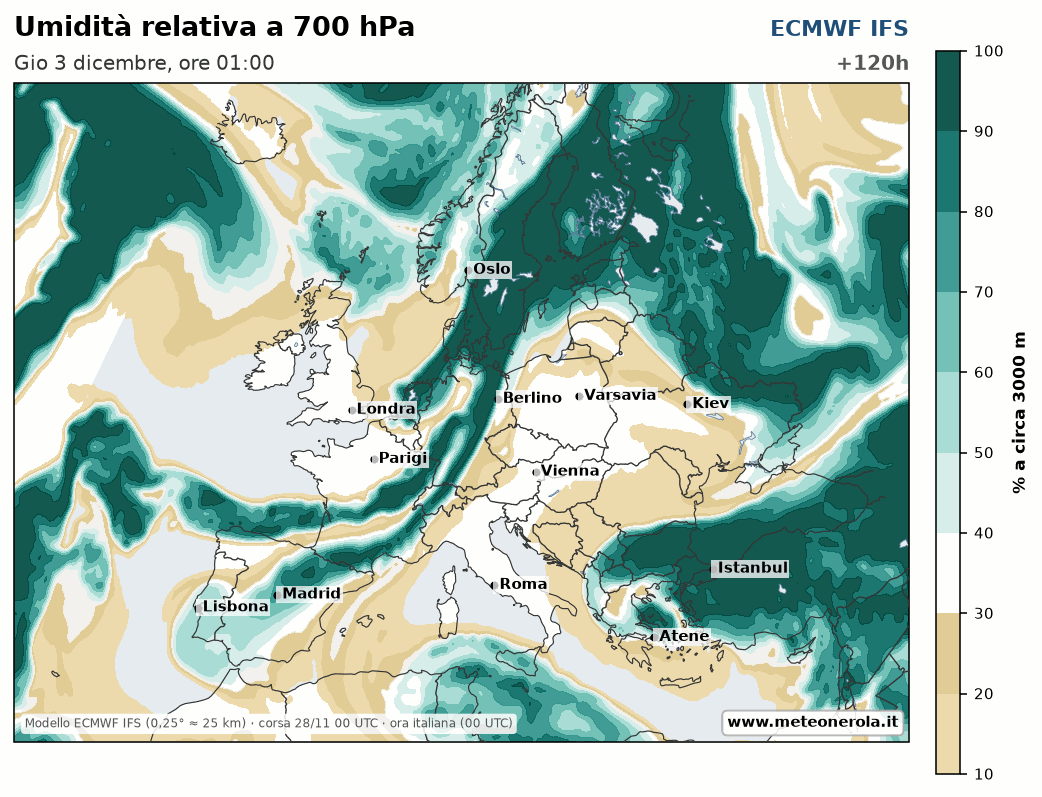 Umidità relativa a 700 hPa
ECMWF IFS
Gio 3 dicembre, ore 01:00
+120h
100
90
80
70
60
50
40
30
20
10
% a circa 3000 m
Oslo
Berlino
Varsavia
Kiev
Londra
Parigi
Vienna
Istanbul
Roma
Madrid
Lisbona
Atene
Modello ECMWF IFS (0,25° ≈ 25 km) · corsa 28/11 00 UTC · ora italiana (00 UTC)
www.meteonerola.it